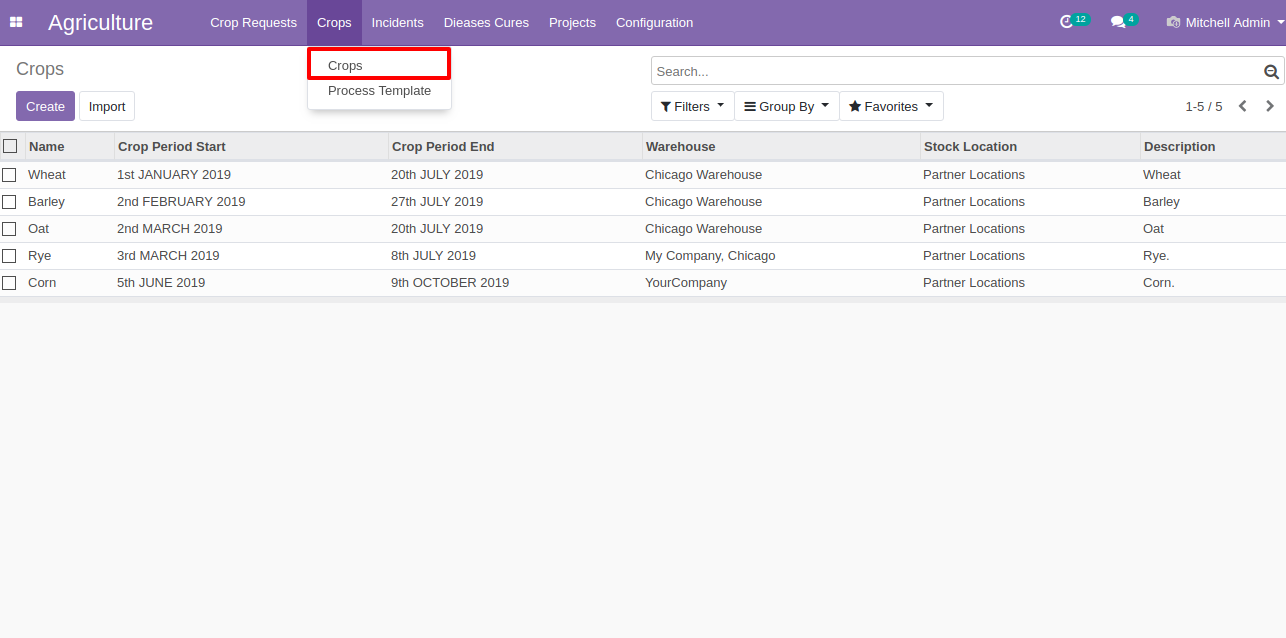 Agriculture Crop Requests Crops Incidents Dieases Cures Projects Configuration 12 4 Mitchell Admin
Crops
Process Template
Crops
Search...
Create Import
Filters Group By Favorites 1-5 / 5
Name Crop Period Start Crop Period End Warehouse Stock Location Description
Wheat 1st JANUARY 2019 20th JULY 2019 Chicago Warehouse Partner Locations Wheat
Barley 2nd FEBRUARY 2019 27th JULY 2019 Chicago Warehouse Partner Locations Barley
Oat 2nd MARCH 2019 20th JULY 2019 Chicago Warehouse Partner Locations Oat
Rye 3rd MARCH 2019 8th JULY 2019 My Company, Chicago Partner Locations Rye.
Corn 5th JUNE 2019 9th OCTOBER 2019 YourCompany Partner Locations Corn.